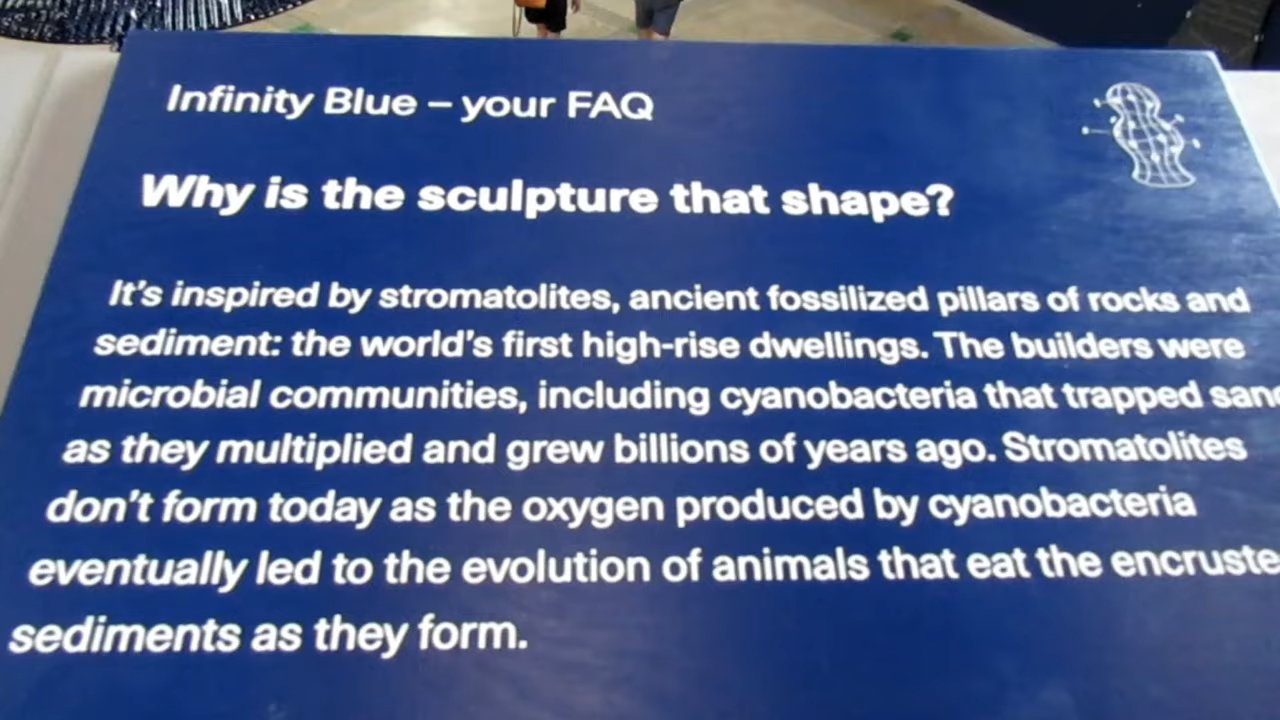 Infinity Blue – your FAQ
Why is the sculpture that shape?
It's inspired by stromatolites, ancient fossilized pillars of rocks and
sediment: the world's first high-rise dwellings. The builders were
microbial communities, including cyanobacteria that trapped sand
as they multiplied and grew billions of years ago. Stromatolites
don't form today as the oxygen produced by cyanobacteria
eventually led to the evolution of animals that eat the encruste
sediments as they form.